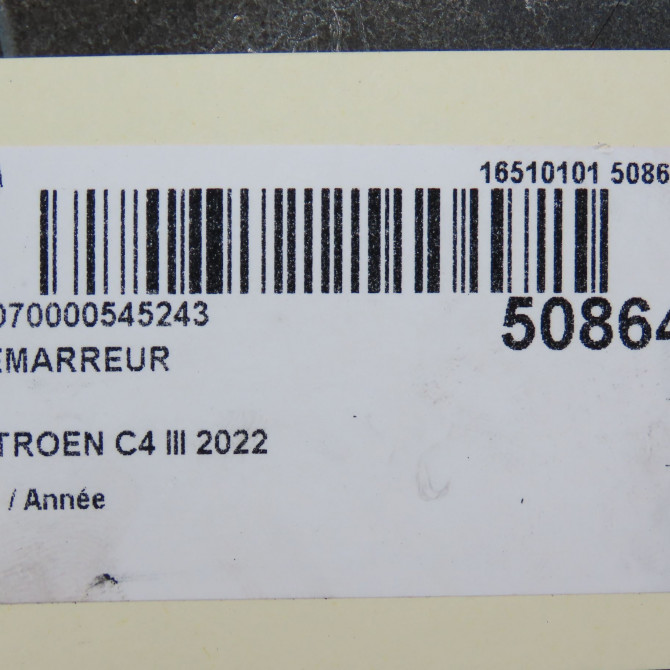 16510101 5086
070000545243
50864
EMARREUR
TROEN C4 III 2022
/ Année